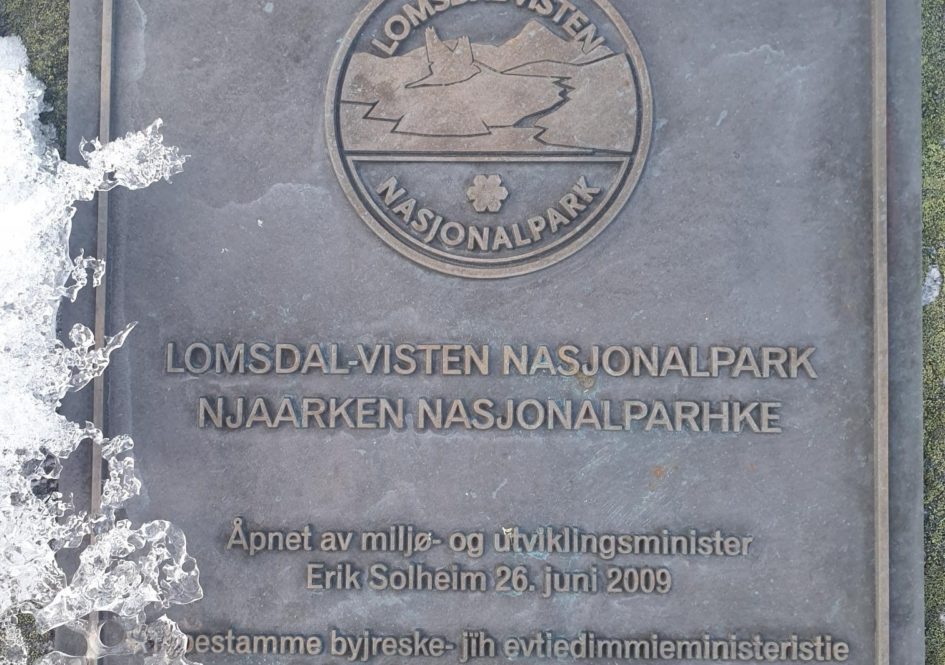 LOMSDAL-VISTEN
NASJONALPARK
LOMSDAL-VISTEN NASJONALPARK
NJAARKEN NASJONALPARHKE
Åpnet av miljø- og utviklingsminister
Erik Solheim 26. juni 2009
byjreske- jïh evtiedimmieministeristie